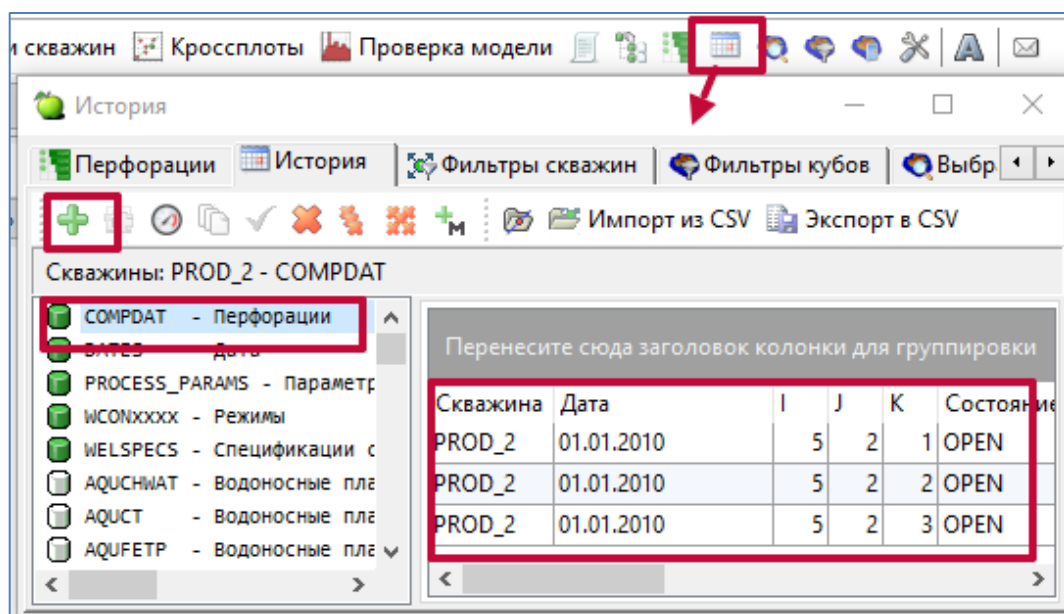 и скважин Кроссплоты Проверка модели
История
Перфорации История Фильтры скважин Фильтры кубов Выбр
Импорт из CSV Экспорт в CSV
Скважины: PROD_2 - COMPDAT
COMPDAT - Перфорации
DATES - Дата
PROCESS_PARAMS - Параметр
WCONxxxx - Режимы
WELSPECS - Спецификации с
AQUCHWAT - Водоносные пла
AQUCT - Водоносные пла
AQUFETP - Водоносные пла
Перенесите сюда заголовок колонки для группировки
Скважина Дата I J K Состояние
PROD_2 01.01.2010 5 2 1 OPEN
PROD_2 01.01.2010 5 2 2 OPEN
PROD_2 01.01.2010 5 2 3 OPEN